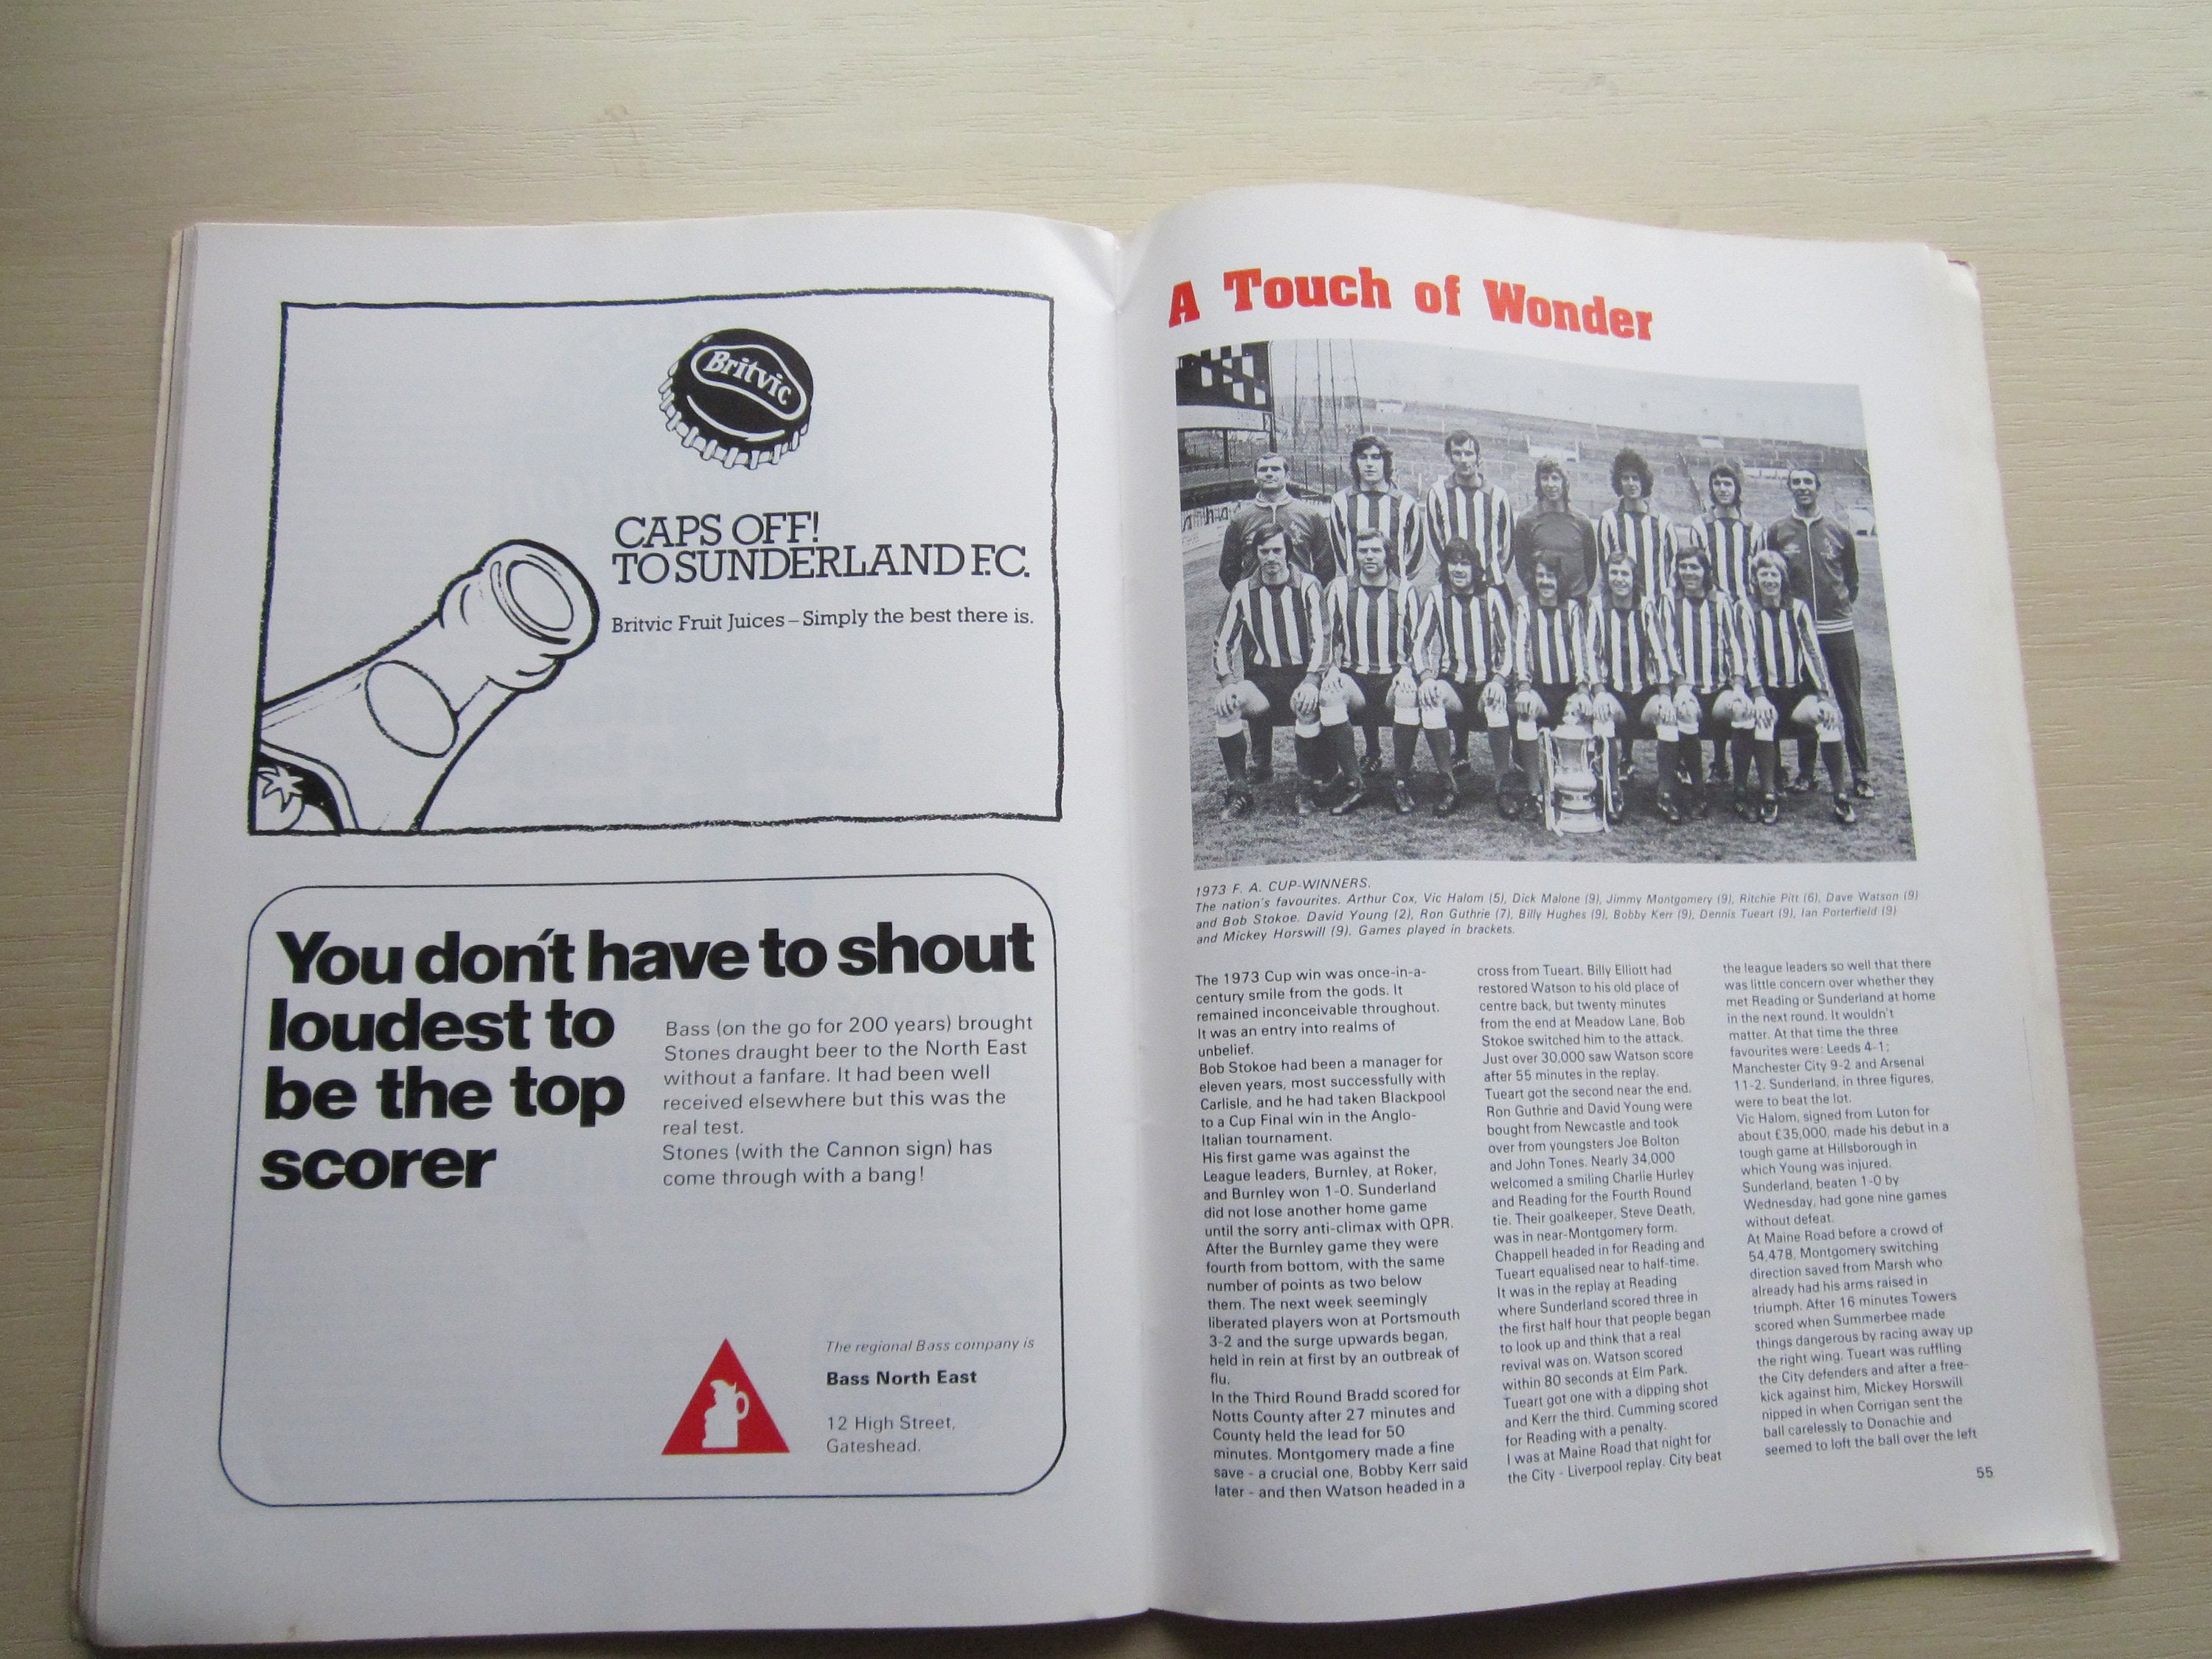 Britvic
CAPS OFF!
TO SUNDERLAND F.C.
Britvic Fruit Juices – Simply the best there is.
You don't have to shout
loudest to
be the top
scorer
Bass (on the go for 200 years) brought
Stones draught beer to the North East
without a fanfare. It had been well
received elsewhere but this was the
real test.
Stones (with the Cannon sign) has
come through with a bang!
The regional Bass company is
Bass North East
12 High Street,
Gateshead.
A Touch of Wonder
1973 F. A. CUP-WINNERS.
The nation's favourites. Arthur Cox, Vic Halom (5), Dick Malone (9), Jimmy Montgomery (9), Ritchie Pitt (6), Dave Watson (9)
and Bob Stokoe. David Young (2), Ron Guthrie (7), Billy Hughes (9), Bobby Kerr (9), Dennis Tueart (9), Ian Porterfield (9)
and Mickey Horswill (9). Games played in brackets.
The 1973 Cup win was once-in-a-
century smile from the gods. It
remained inconceivable throughout.
It was an entry into realms of
unbelief.
Bob Stokoe had been a manager for
eleven years, most successfully with
Carlisle, and he had taken Blackpool
to a Cup Final win in the Anglo-
Italian tournament.
His first game was against the
League leaders, Burnley, at Roker,
and Burnley won 1-0. Sunderland
did not lose another home game
until the sorry anti-climax with QPR.
After the Burnley game they were
fourth from bottom, with the same
number of points as two below
them. The next week seemingly
liberated players won at Portsmouth
3-2 and the surge upwards began,
held in rein at first by an outbreak of
flu.
In the Third Round Bradd scored for
Notts County after 27 minutes and
County held the lead for 50
minutes. Montgomery made a fine
save - a crucial one, Bobby Kerr said
later - and then Watson headed in a
cross from Tueart. Billy Elliott had
restored Watson to his old place of
centre back, but twenty minutes
from the end at Meadow Lane, Bob
Stokoe switched him to the attack.
Just over 30,000 saw Watson score
after 55 minutes in the replay.
Tueart got the second near the end.
Ron Guthrie and David Young were
bought from Newcastle and took
over from youngsters Joe Bolton
and John Tones. Nearly 34,000
welcomed a smiling Charlie Hurley
and Reading for the Fourth Round
tie. Their goalkeeper, Steve Death,
was in near-Montgomery form.
Chappell headed in for Reading and
Tueart equalised near to half-time.
It was in the replay at Reading
where Sunderland scored three in
the first half hour that people began
to look up and think that a real
revival was on. Watson scored
within 80 seconds at Elm Park.
Tueart got one with a dipping shot
and Kerr the third. Cumming scored
for Reading with a penalty.
I was at Maine Road that night for
the City - Liverpool replay. City beat
the league leaders so well that there
was little concern over whether they
met Reading or Sunderland at home
in the next round. It wouldn't
matter. At that time the three
favourites were: Leeds 4-1;
Manchester City 9-2 and Arsenal
11-2. Sunderland, in three figures,
were to beat the lot.
Vic Halom, signed from Luton for
about £35,000, made his debut in a
tough game at Hillsborough in
which Young was injured.
Sunderland, beaten 1-0 by
Wednesday, had gone nine games
without defeat.
At Maine Road before a crowd of
54,478, Montgomery switching
direction saved from Marsh who
already had his arms raised in
triumph. After 16 minutes Towers
scored when Summerbee made
things dangerous by racing away up
the right wing. Tueart was ruffling
the City defenders and after a free-
kick against him, Mickey Horswill
nipped in when Corrigan sent the
ball carelessly to Donachie and
seemed to loft the ball over the left
55